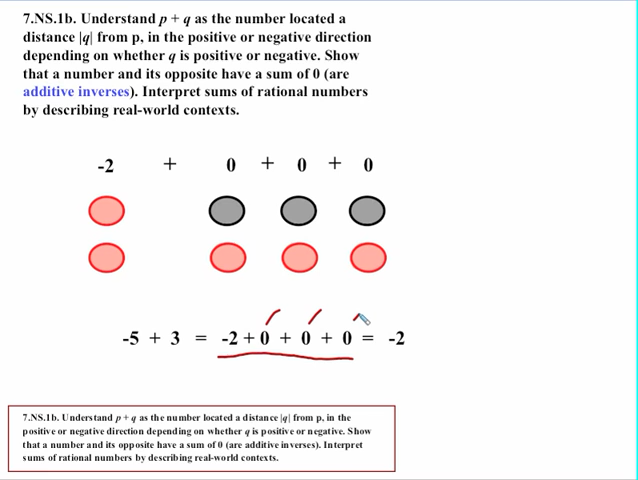 7.NS.1b. Understand p + q as the number located a
distance |q| from p, in the positive or negative direction
depending on whether q is positive or negative. Show
that a number and its opposite have a sum of 0 (are
additive inverses). Interpret sums of rational numbers
by describing real-world contexts.
-2 + 0 + 0 + 0
-5 + 3 = -2 + 0 + 0 + 0 = -2
7.NS.1b. Understand p + q as the number located a distance |q| from p, in the
positive or negative direction depending on whether q is positive or negative. Show
that a number and its opposite have a sum of 0 (are additive inverses). Interpret
sums of rational numbers by describing real-world contexts.